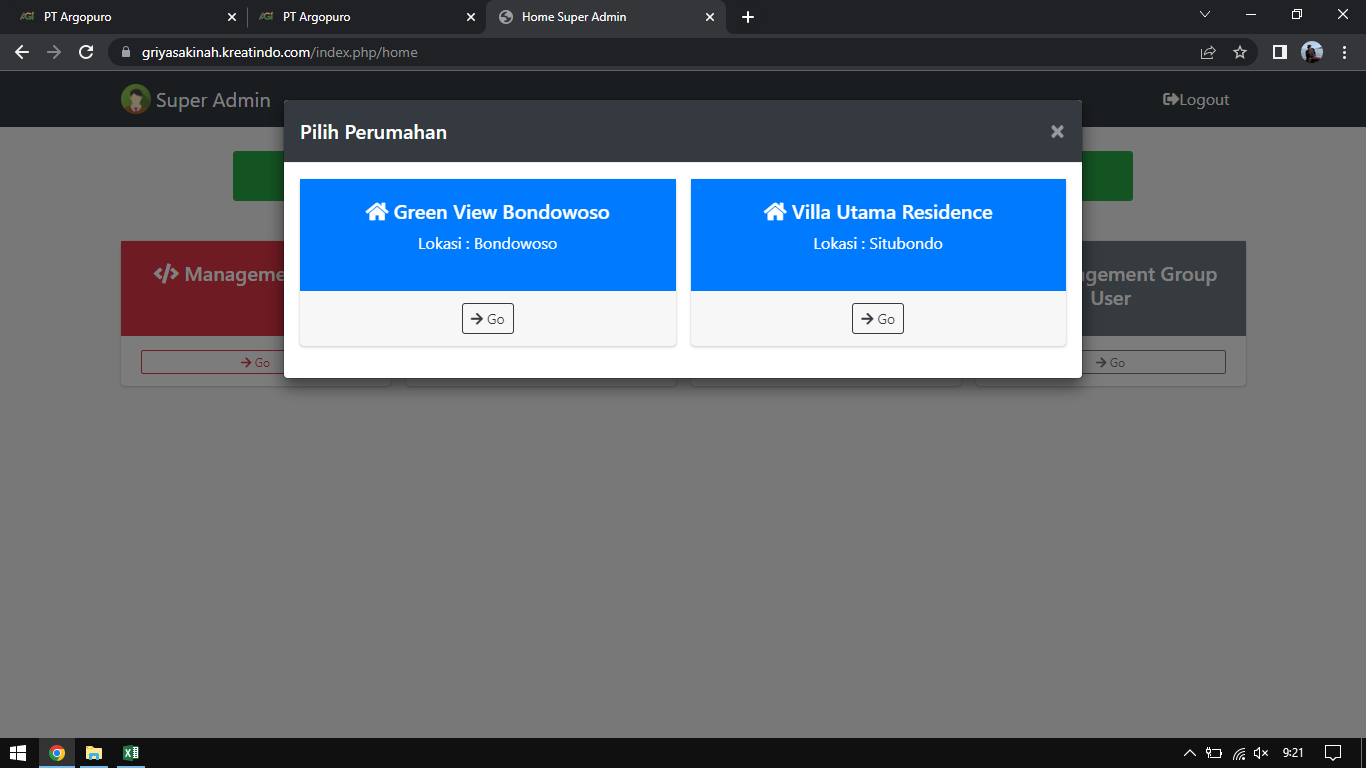 PT Argopuro
PT Argopuro
Home Super Admin
griyasakinah.kreatindo.com/index.php/home
Super Admin
Logout
Pilih Perumahan
Green View Bondowoso
Lokasi : Bondowoso
Go
Villa Utama Residence
Lokasi : Situbondo
Go
Manageme
Go
gement Group
User
Go
9:21